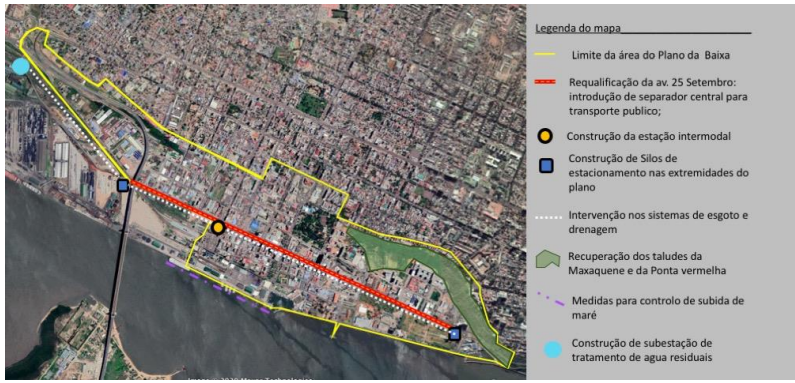 Legenda do mapa
Limite da área do Plano da Baixa
Requalificação da av. 25 Setembro:
introdução de separador central para
transporte publico;
Construção da estação intermodal
Construção de Silos de
estacionamento nas extremidades do
plano
Intervenção nos sistemas de esgoto e
drenagem
Recuperação dos taludes da
Maxaquene e da Ponta vermelha
Medidas para controlo de subida de
maré
Construção de subestação de
tratamento de agua residuais